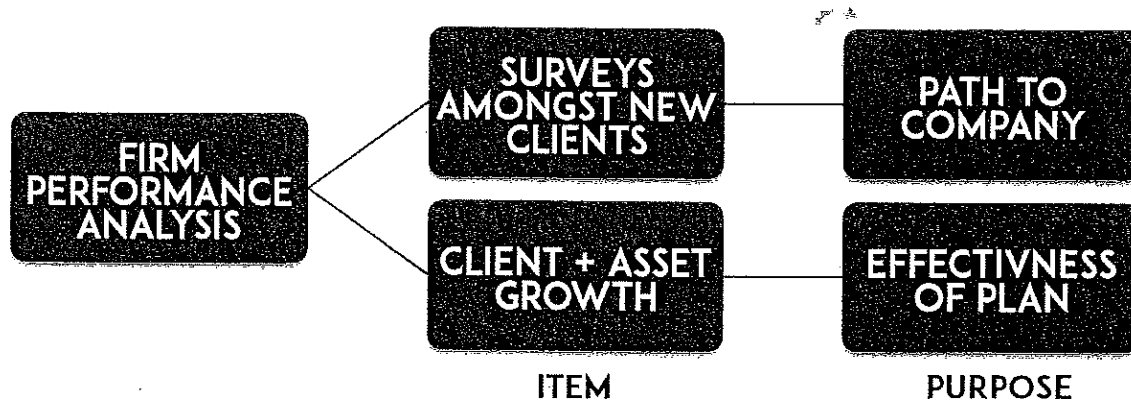 FIRM
PERFORMANCE
ANALYSIS
SURVEYS
AMONGST NEW
CLIENTS
PATH TO
COMPANY
CLIENT + ASSET
GROWTH
EFFECTIVNESS
OF PLAN
ITEM
PURPOSE